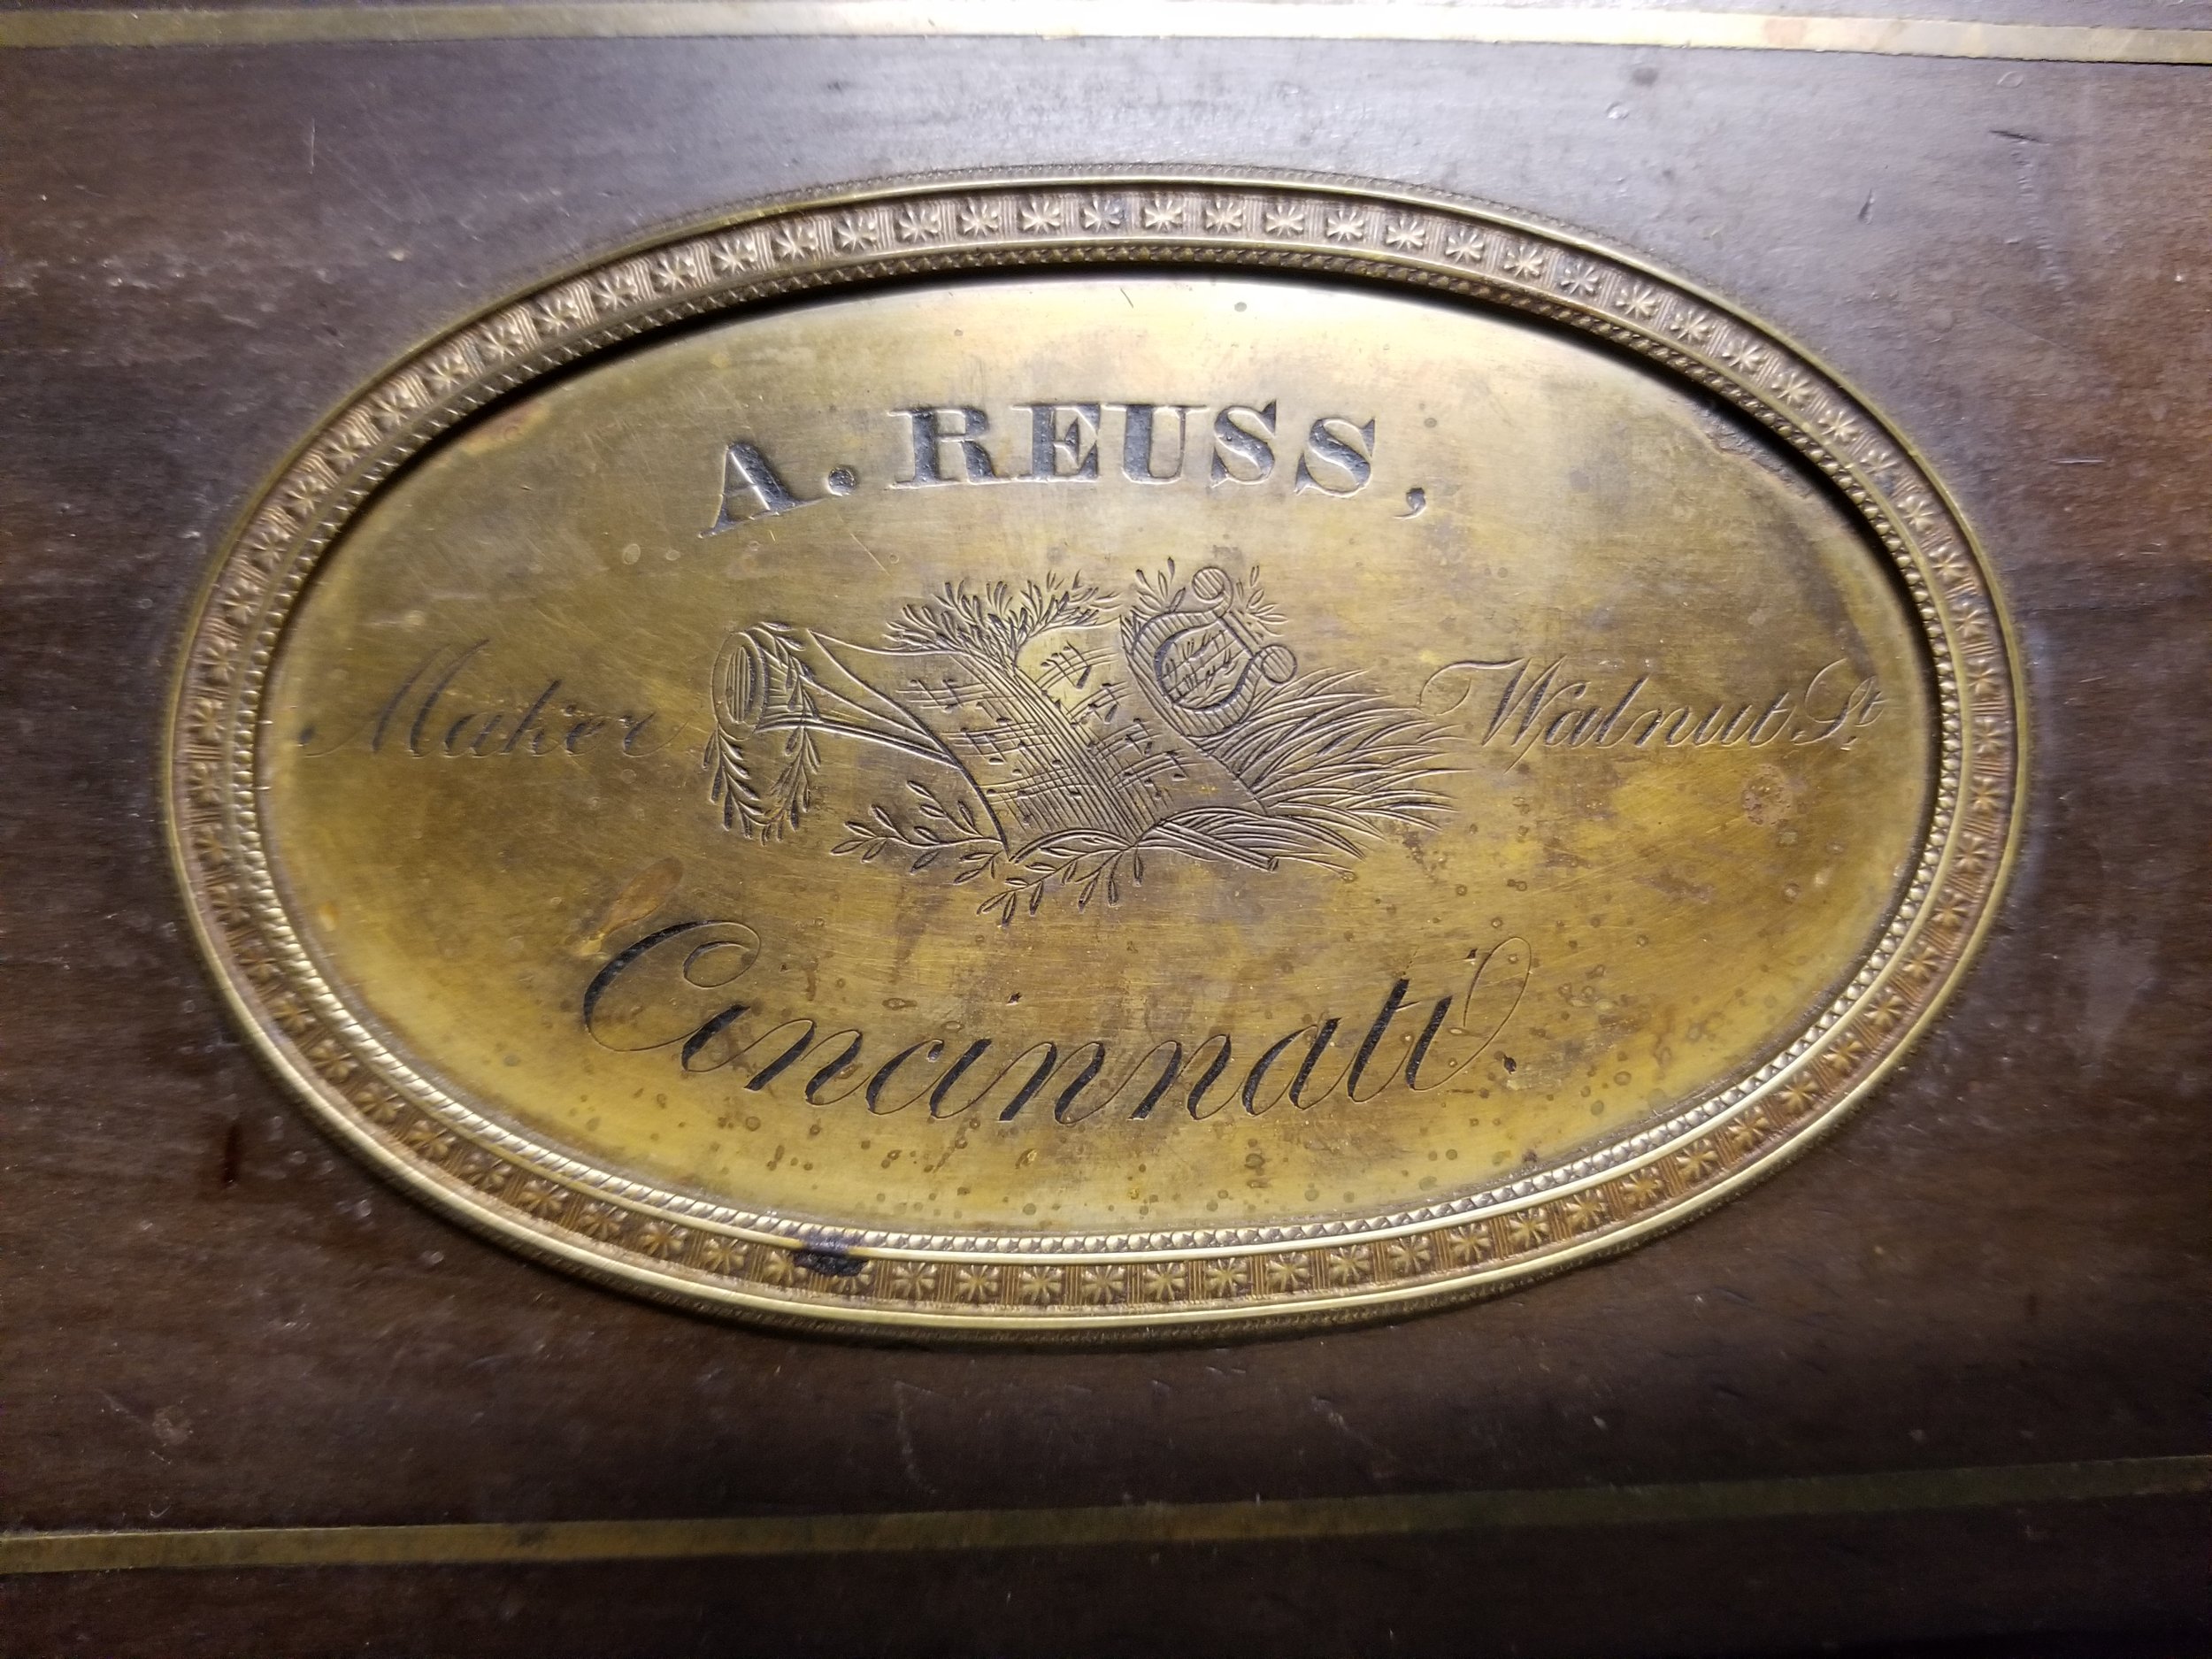 A. REUSS,
Maker Walnut St.
Cincinnati.